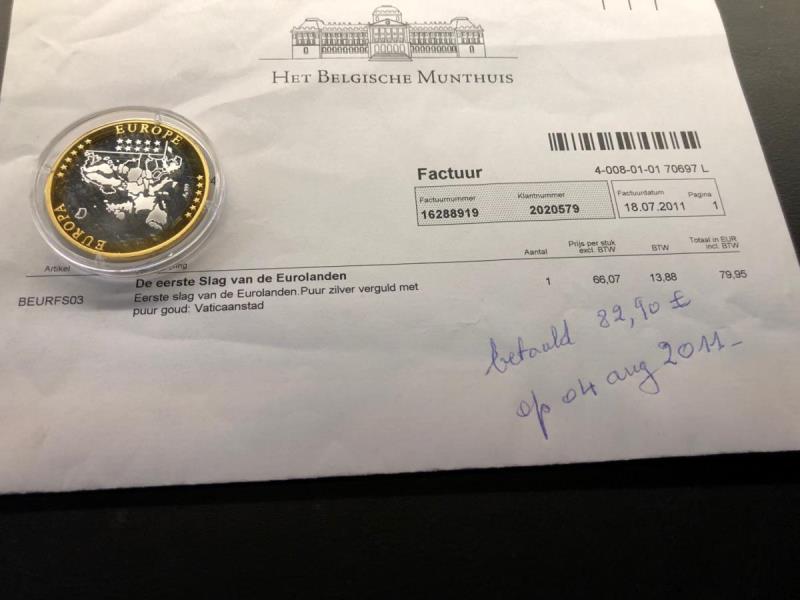 HET BELGISCHE MUNTHUIS
EUROPE
EUROPA
Factuur
4-008-01-01 70697 L
Factuurnummer Klantnummer Factuurdatum Pagina
16288919 2020579 18.07.2011 1
Artikel Aantal Prijs per stuk excl. BTW BTW Totaal in EUR incl. BTW
BEURFS03 De eerste Slag van de Eurolanden 1 66,07 13,88 79,95
Eerste slag van de Eurolanden.Puur zilver verguld met
puur goud: Vaticaanstad
betaald 82,90 €
op 04 aug 2011-